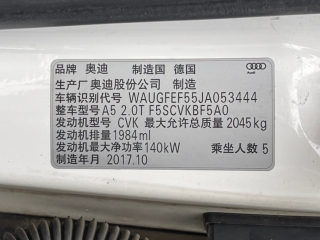 品牌 奥迪 制造国 德国
生产厂 奥迪股份公司 制造
车辆识别代号 WAUGFEF55JA053444
整车型号 A5 2.0T F5SCVKBF5A0
发动机型号 CVK 最大允许总质量 2045kg
发动机排量 1984ml
发动机最大净功率 140kW 乘坐人数 5
制造年月 2017.10